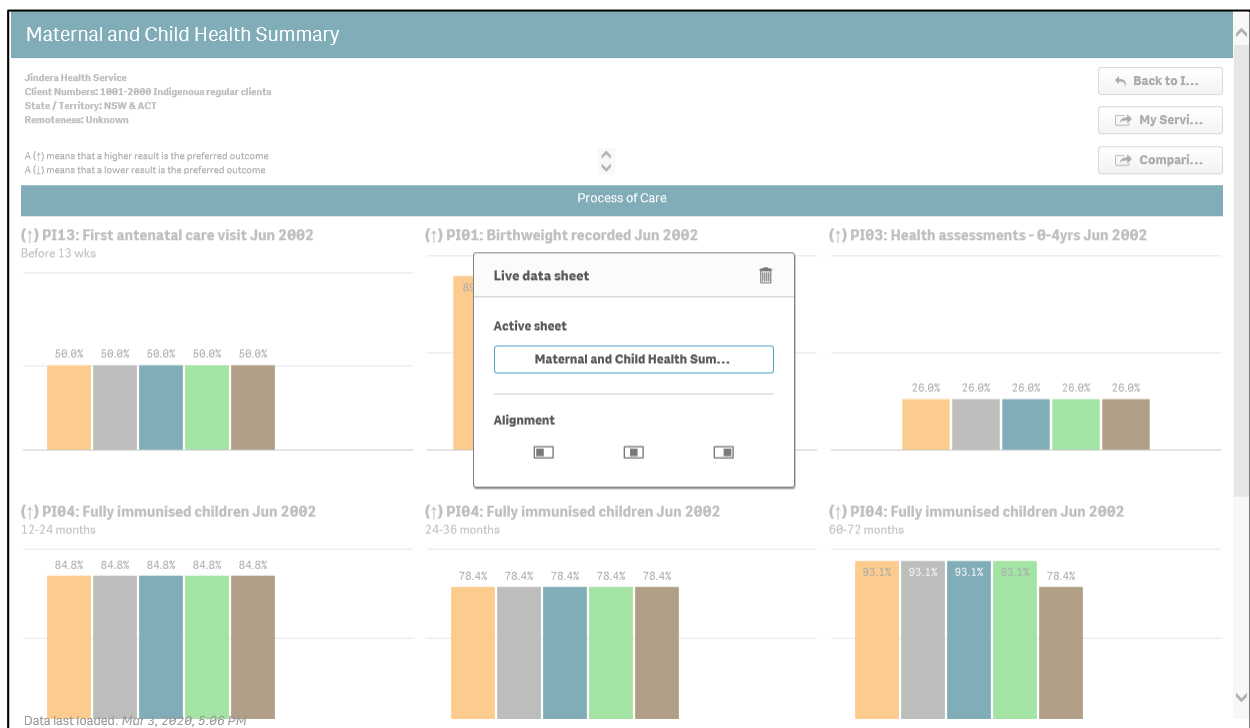 Maternal and Child Health Summary
Jindera Health Service
Client Numbers: 1001-2000 Indigenous regular clients
State / Territory: NSW & ACT
Remoteness: Unknown
A (↑) means that a higher result is the preferred outcome
A (↓) means that a lower result is the preferred outcome
Back to I...
My Servi...
Compari...
Process of Care
(↑) PI13: First antenatal care visit Jun 2002
Before 13 wks
50.0% 50.0% 50.0% 50.0% 50.0%
(↑) PI01: Birthweight recorded Jun 2002
(↑) PI03: Health assessments - 0-4yrs Jun 2002
26.0% 26.0% 26.0% 26.0% 26.0%
Live data sheet
Active sheet
Maternal and Child Health Sum...
Alignment
(↑) PI04: Fully immunised children Jun 2002
12-24 months
84.8% 84.8% 84.8% 84.8% 84.8%
(↑) PI04: Fully immunised children Jun 2002
24-36 months
78.4% 78.4% 78.4% 78.4% 78.4%
(↑) PI04: Fully immunised children Jun 2002
60-72 months
93.1% 93.1% 93.1% 93.1% 78.4%
Data last loaded: Mar 3, 2020, 5:06 PM